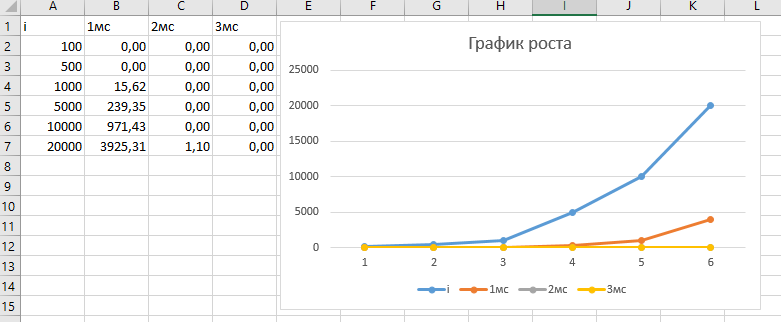 A B C D E F G H I J K L
1 i 1мс 2мс 3мс
2 100 0,00 0,00 0,00
3 500 0,00 0,00 0,00
4 1000 15,62 0,00 0,00
5 5000 239,35 0,00 0,00
6 10000 971,43 0,00 0,00
7 20000 3925,31 1,10 0,00
8
9
10
11
12
13
14
15
График роста
25000
20000
15000
10000
5000
0
1 2 3 4 5 6
i 1мс 2мс 3мс